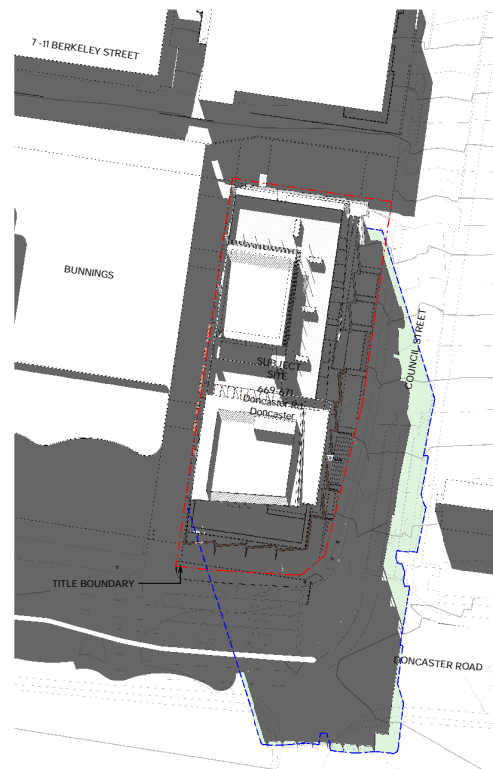 7 -11 BERKELEY STREET
BUNNINGS
COUNCIL STREET
SUBJECT
SITE
669-671
Doncaster Rd
Doncaster
TITLE BOUNDARY
DONCASTER ROAD